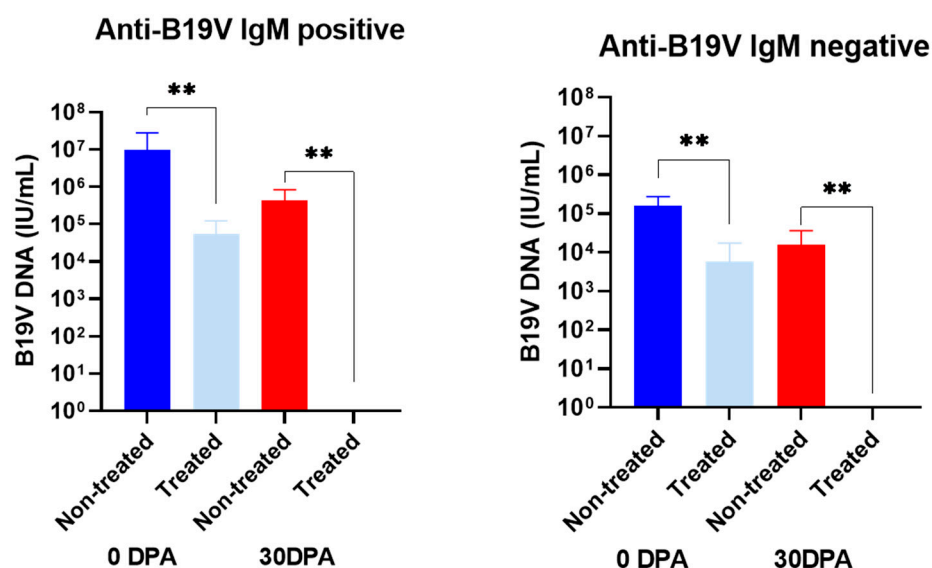 Anti-B19V IgM positive
B19V DNA (IU/mL)
10⁸
10⁷
10⁶
10⁵
10⁴
10³
10²
10¹
10⁰
**
**
Non-treated
Treated
Non-treated
Treated
0 DPA
30DPA
Anti-B19V IgM negative
B19V DNA (IU/mL)
10⁸
10⁷
10⁶
10⁵
10⁴
10³
10²
10¹
10⁰
**
**
Non-treated
Treated
Non-treated
Treated
0 DPA
30DPA